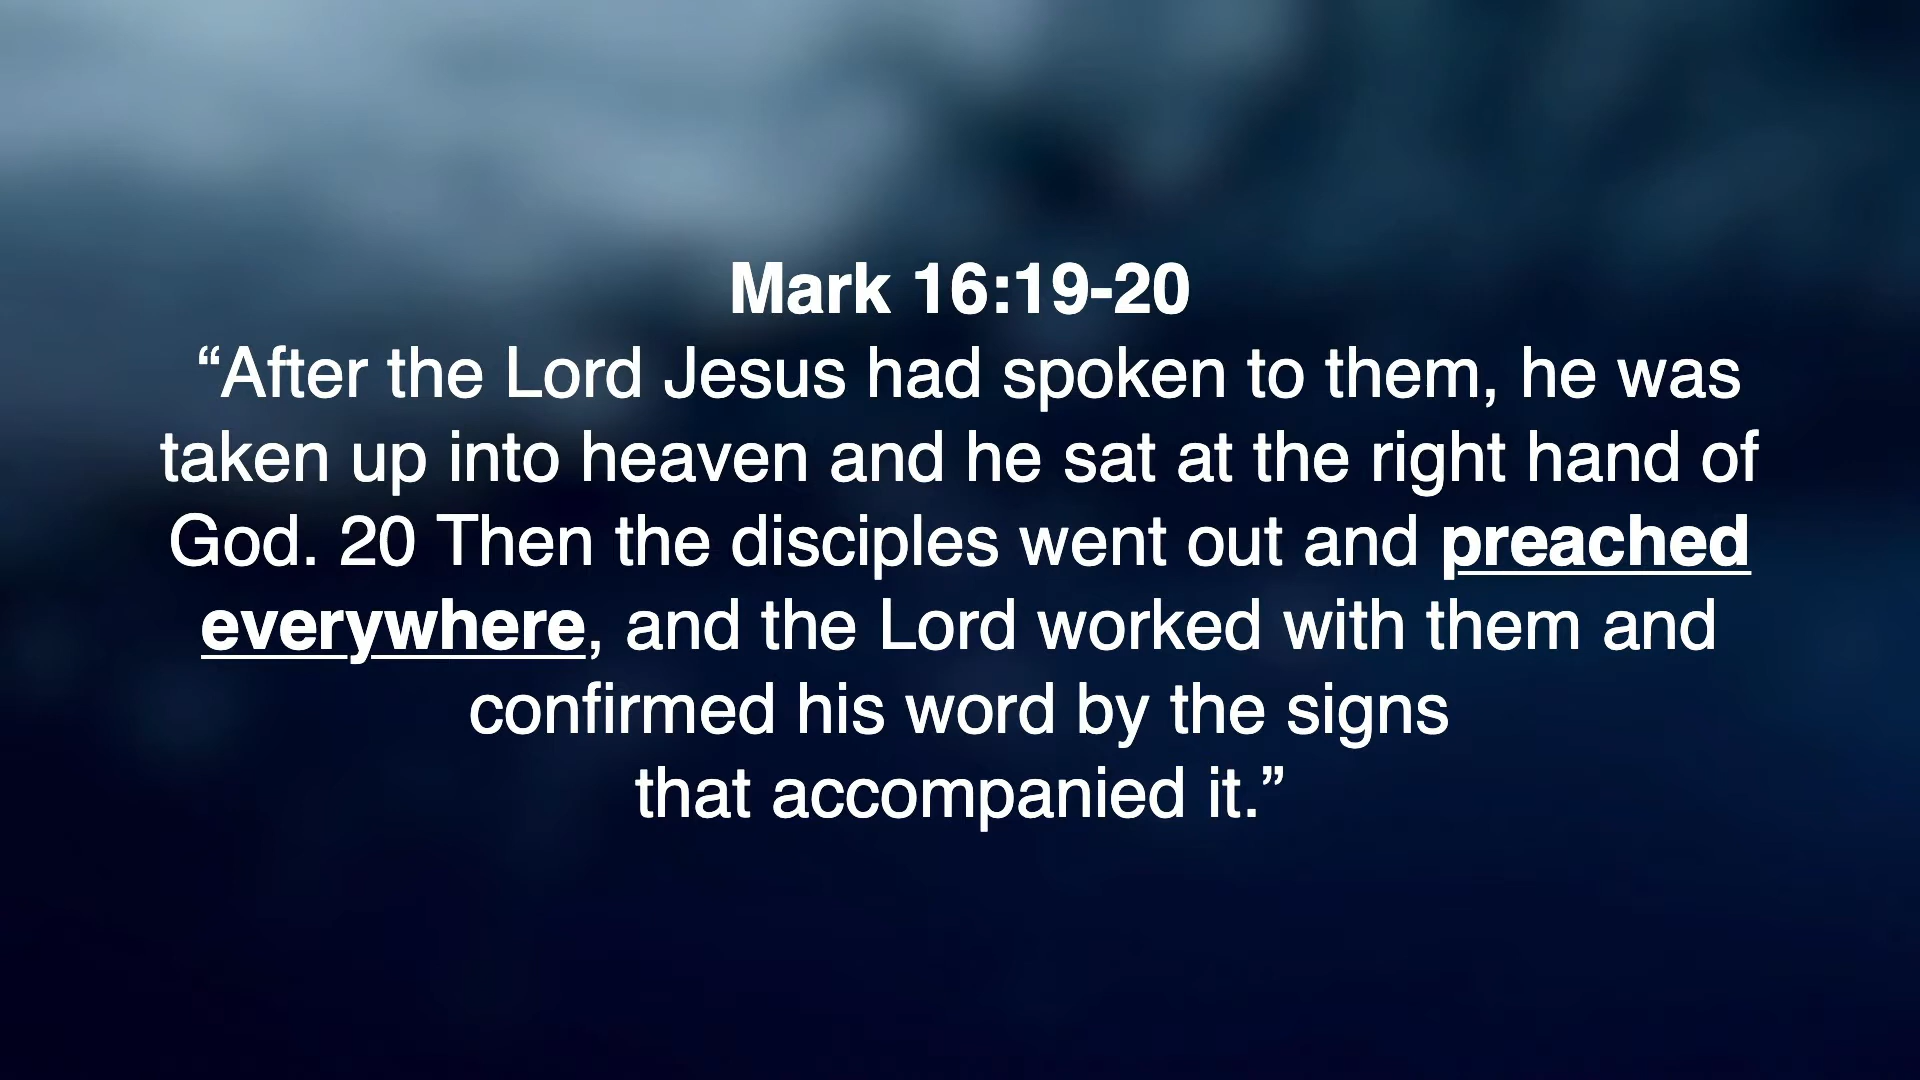 Mark 16:19-20
“After the Lord Jesus had spoken to them, he was
taken up into heaven and he sat at the right hand of
God. 20 Then the disciples went out and preached
everywhere, and the Lord worked with them and
confirmed his word by the signs
that accompanied it.”